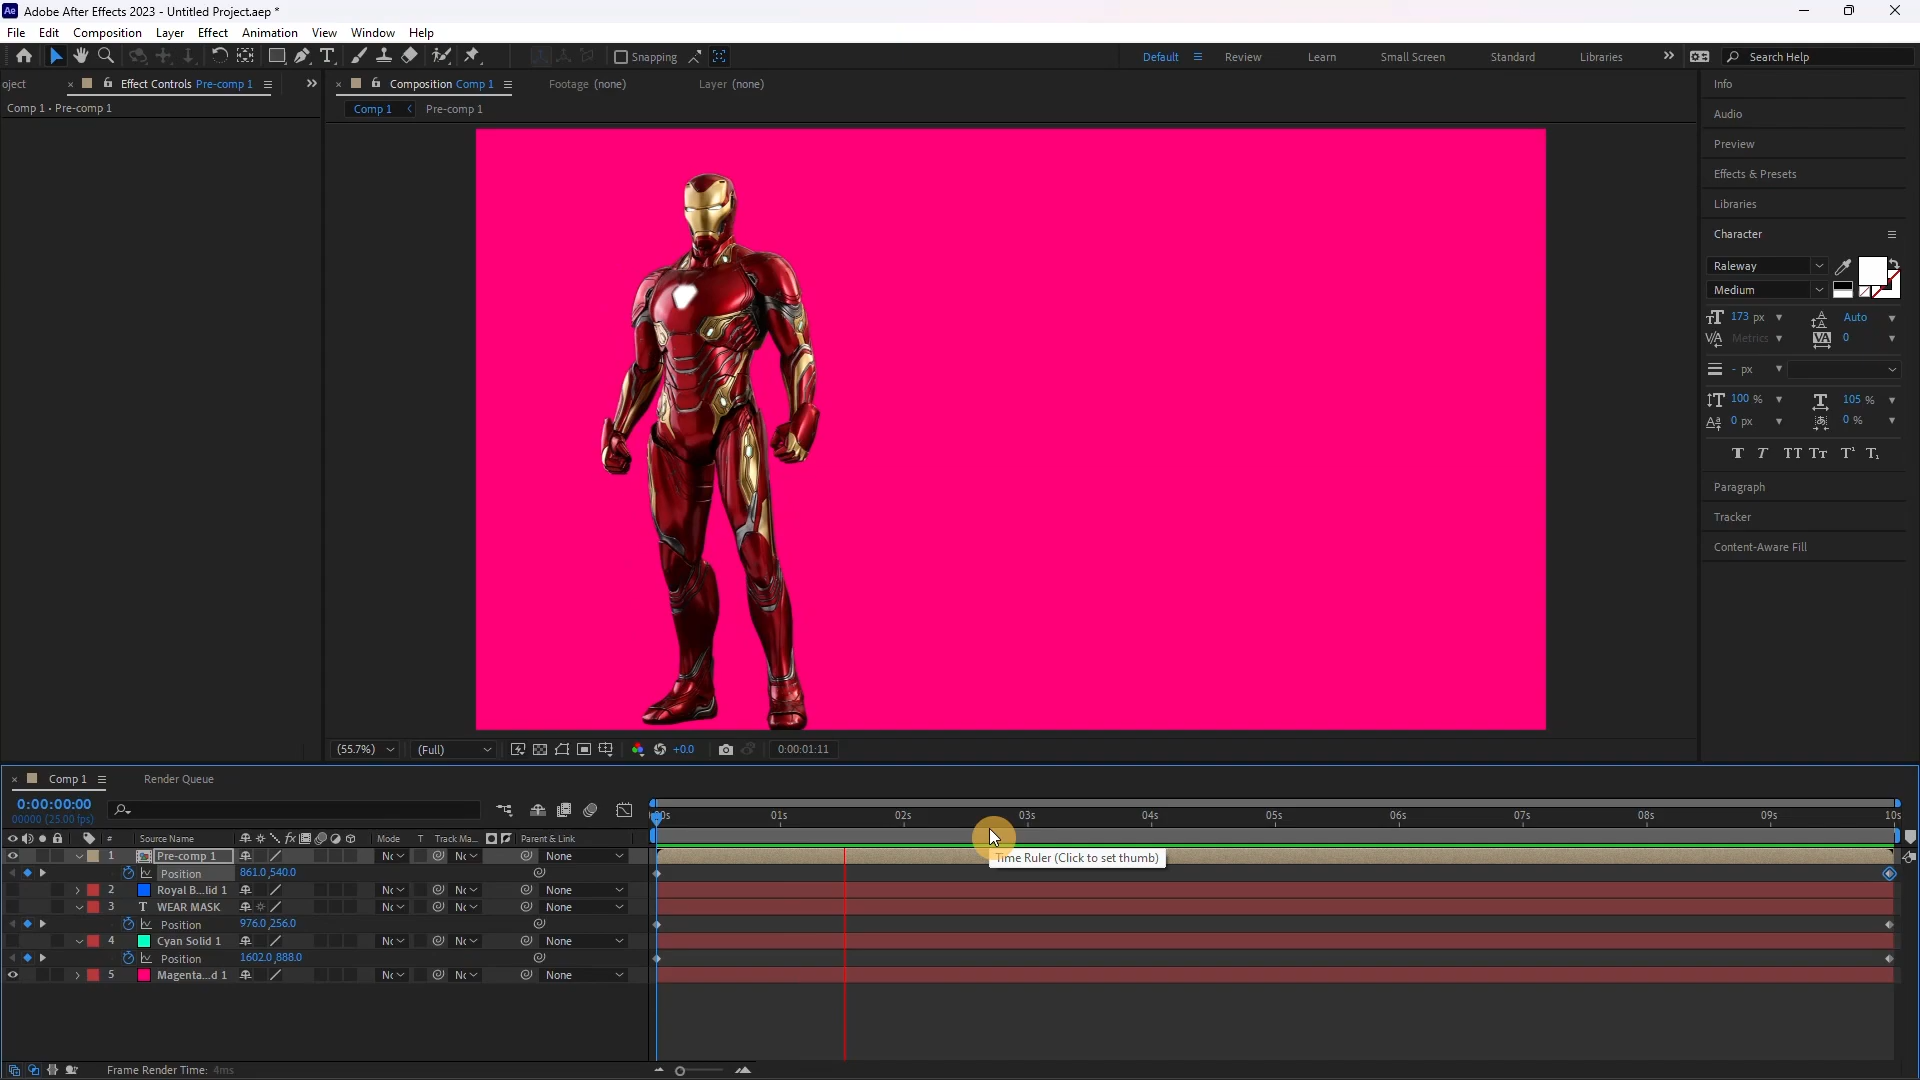 Ae Adobe After Effects 2023 - Untitled Project.aep *
File Edit Composition Layer Effect Animation View Window Help
Snapping Default Review Learn Small Screen Standard Libraries Search Help
oject Effect Controls Pre-comp 1 Composition Comp 1 Footage (none) Layer (none) Info
Comp 1 • Pre-comp 1 Comp 1 Pre-comp 1
Audio
Preview
Effects & Presets
Libraries
Character
Raleway
Medium
173 px Auto
Metrics 0
- px
100 % 105 %
0 px 0 %
T T TT Tт T¹ T₁
Paragraph
Tracker
Content-Aware Fill
(55.7%) (Full) +0.0 0:00:01:11
Comp 1 Render Queue
0:00:00:00
00000 (25.00 fps)
01s 02s 03s 04s 05s 06s 07s 08s 09s 10s
# Source Name fx Mode T Track Ma... Parent & Link
1 Pre-comp 1 None
Time Ruler (Click to set thumb)
Position 861.0,540.0
2 Royal B...lid 1 None
3 T WEAR MASK None
Position 976.0,256.0
4 Cyan Solid 1 None
Position 1602.0,888.0
5 Magenta...d 1 None
Frame Render Time: 4ms